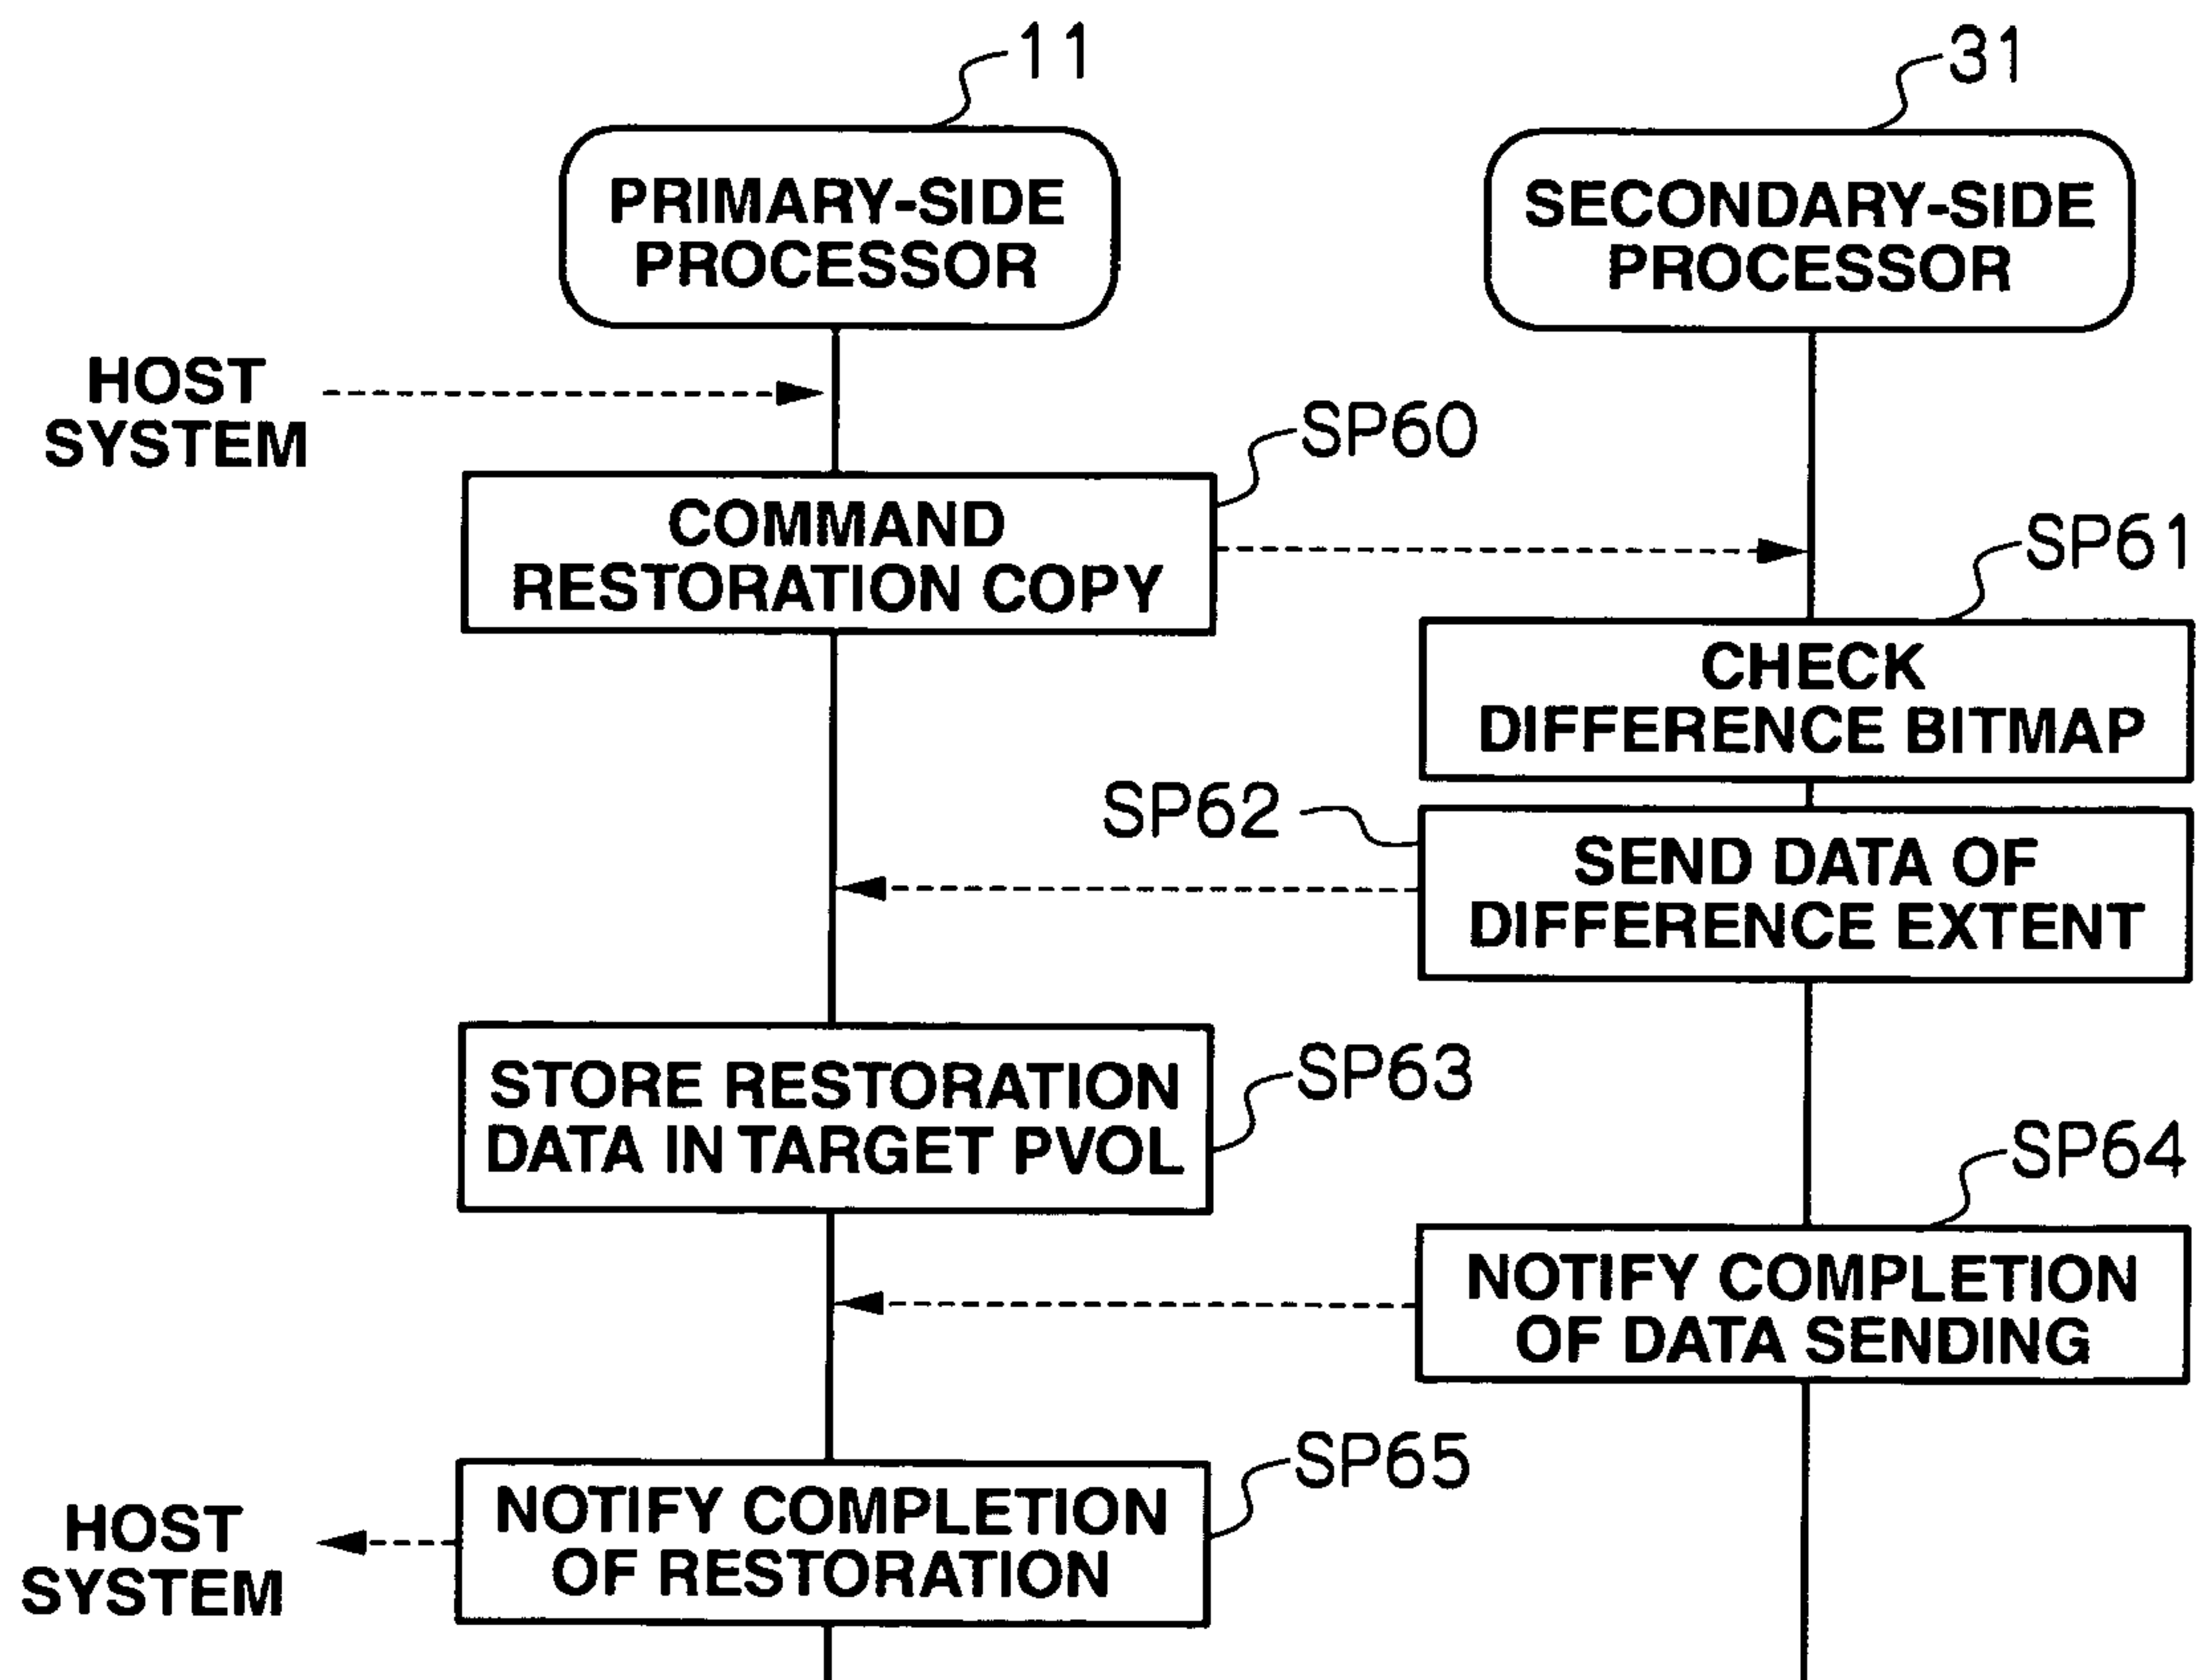 11
31
PRIMARY-SIDE
PROCESSOR
SECONDARY-SIDE
PROCESSOR
HOST
SYSTEM
SP60
COMMAND
RESTORATION COPY
SP61
CHECK
DIFFERENCE BITMAP
SP62
SEND DATA OF
DIFFERENCE EXTENT
STORE RESTORATION
DATA IN TARGET PVOL
SP63
SP64
NOTIFY COMPLETION
OF DATA SENDING
SP65
NOTIFY COMPLETION
OF RESTORATION
HOST
SYSTEM